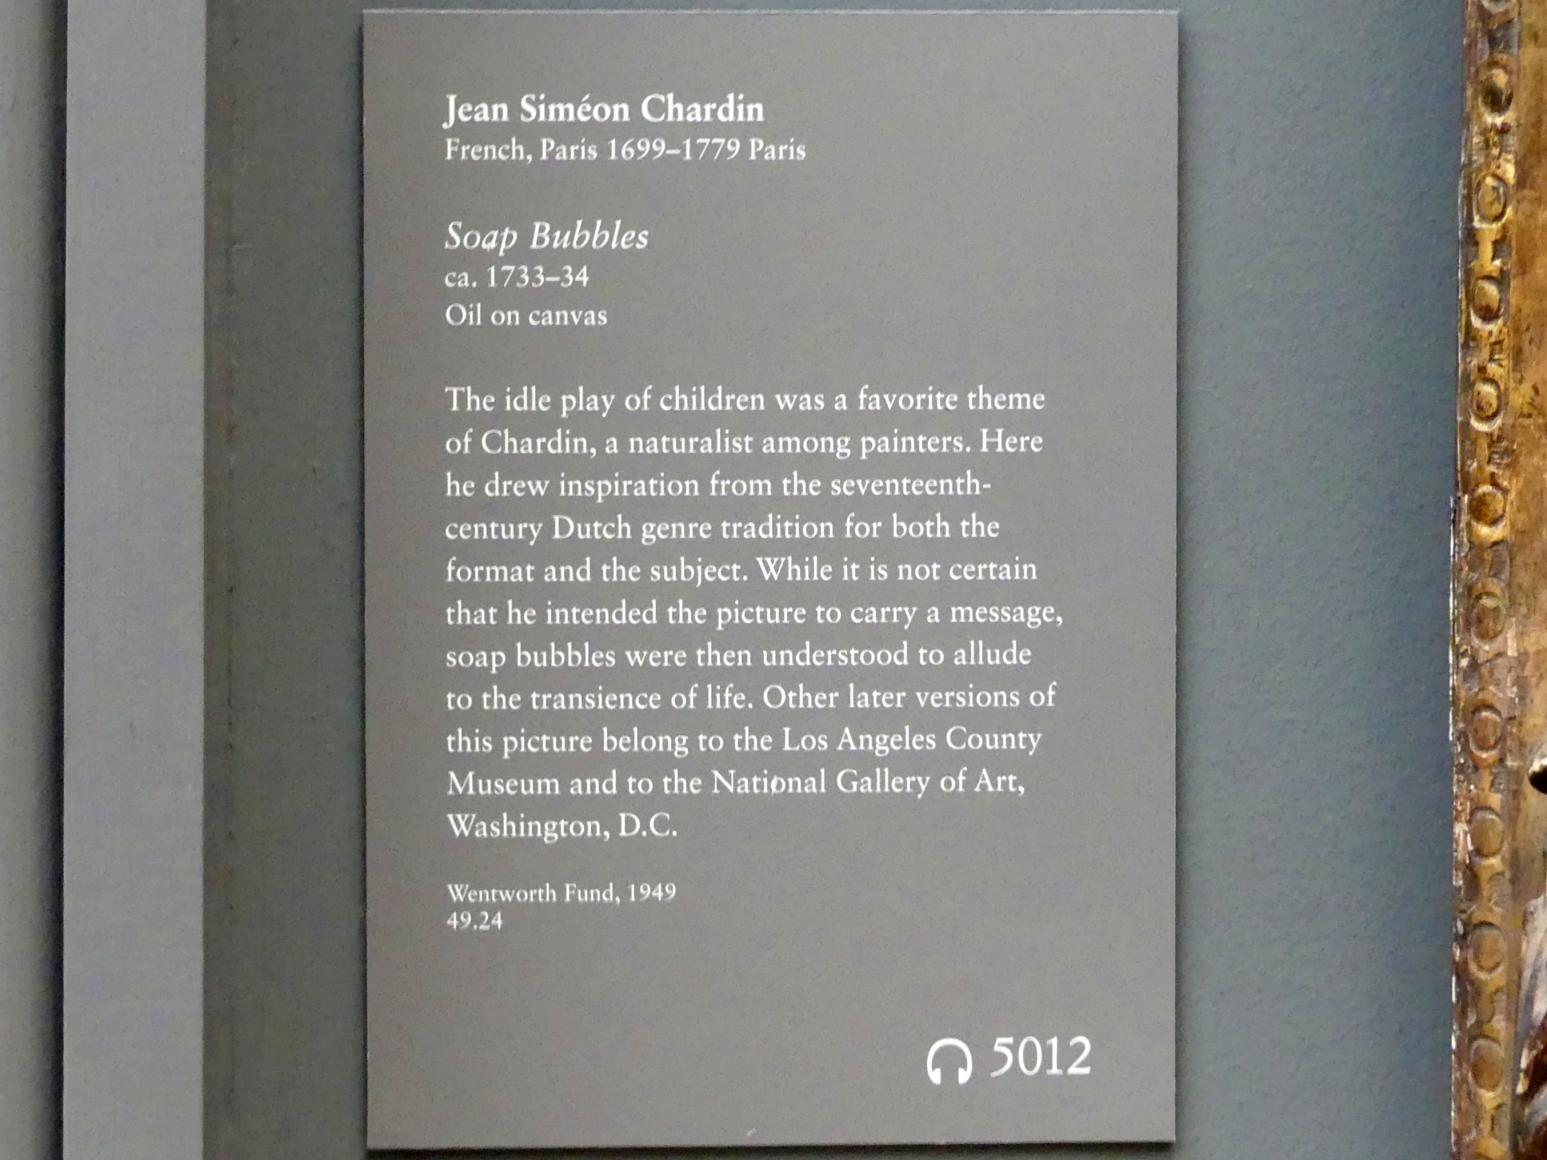 Jean Siméon Chardin
French, Paris 1699–1779 Paris
Soap Bubbles
ca. 1733–34
Oil on canvas
The idle play of children was a favorite theme
of Chardin, a naturalist among painters. Here
he drew inspiration from the seventeenth-
century Dutch genre tradition for both the
format and the subject. While it is not certain
that he intended the picture to carry a message,
soap bubbles were then understood to allude
to the transience of life. Other later versions of
this picture belong to the Los Angeles County
Museum and to the National Gallery of Art,
Washington, D.C.
Wentworth Fund, 1949
49.24
5012